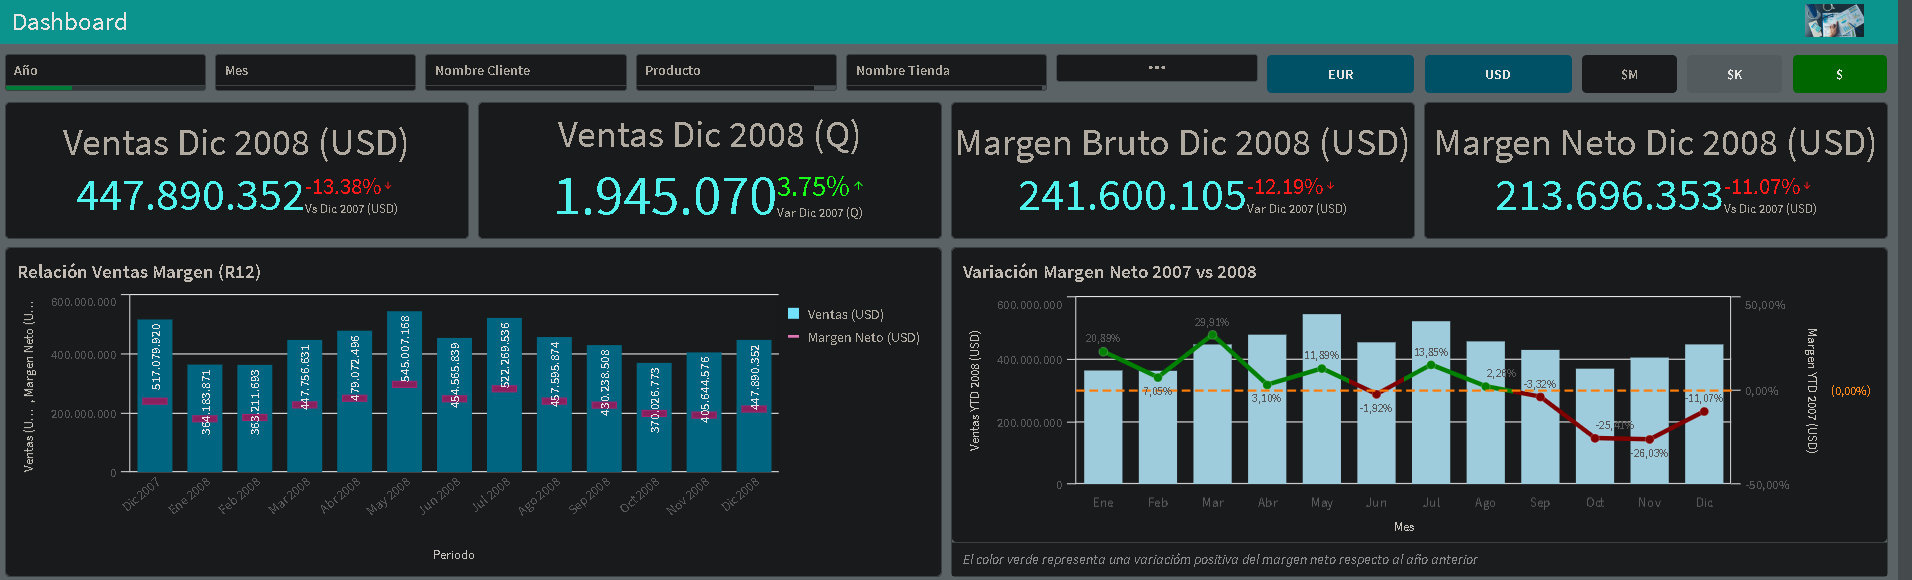 Dashboard
Año
Mes
Nombre Cliente
Producto
Nombre Tienda
...
EUR
USD
$M
$K
$
Ventas Dic 2008 (USD)
447.890.352
-13.38%↓
Vs Dic 2007 (USD)
Ventas Dic 2008 (Q)
1.945.070
3.75%↑
Var Dic 2007 (Q)
Margen Bruto Dic 2008 (USD)
241.600.105
-12.19%↓
Var Dic 2007 (USD)
Margen Neto Dic 2008 (USD)
213.696.353
-11.07%↓
Vs Dic 2007 (USD)
Relación Ventas Margen (R12)
Ventas (U... , Margen Neto (U...
600.000.000
400.000.000
200.000.000
0
517.079.920
364.183.871
363.211.693
447.756.631
479.072.496
545.007.168
454.565.839
522.269.536
457.595.874
430.238.508
370.026.773
405.644.576
447.890.352
Dic 2007
Ene 2008
Feb 2008
Mar 2008
Abr 2008
May 2008
Jun 2008
Jul 2008
Ago 2008
Sep 2008
Oct 2008
Nov 2008
Dic 2008
Periodo
Ventas (USD)
Margen Neto (USD)
Variación Margen Neto 2007 vs 2008
Ventas YTD 2008 (USD)
600.000.000
400.000.000
200.000.000
0
20,89%
7,05%
29,91%
3,10%
11,89%
-1,92%
13,85%
2,26%
-3,32%
-25,41%
-26,03%
-11,07%
50,00%
0,00%
-50,00%
Margen YTD 2007 (USD)
(0,00%)
Ene
Feb
Mar
Abr
May
Jun
Jul
Ago
Sep
Oct
Nov
Dic
Mes
El color verde representa una variacióm positiva del margen neto respecto al año anterior